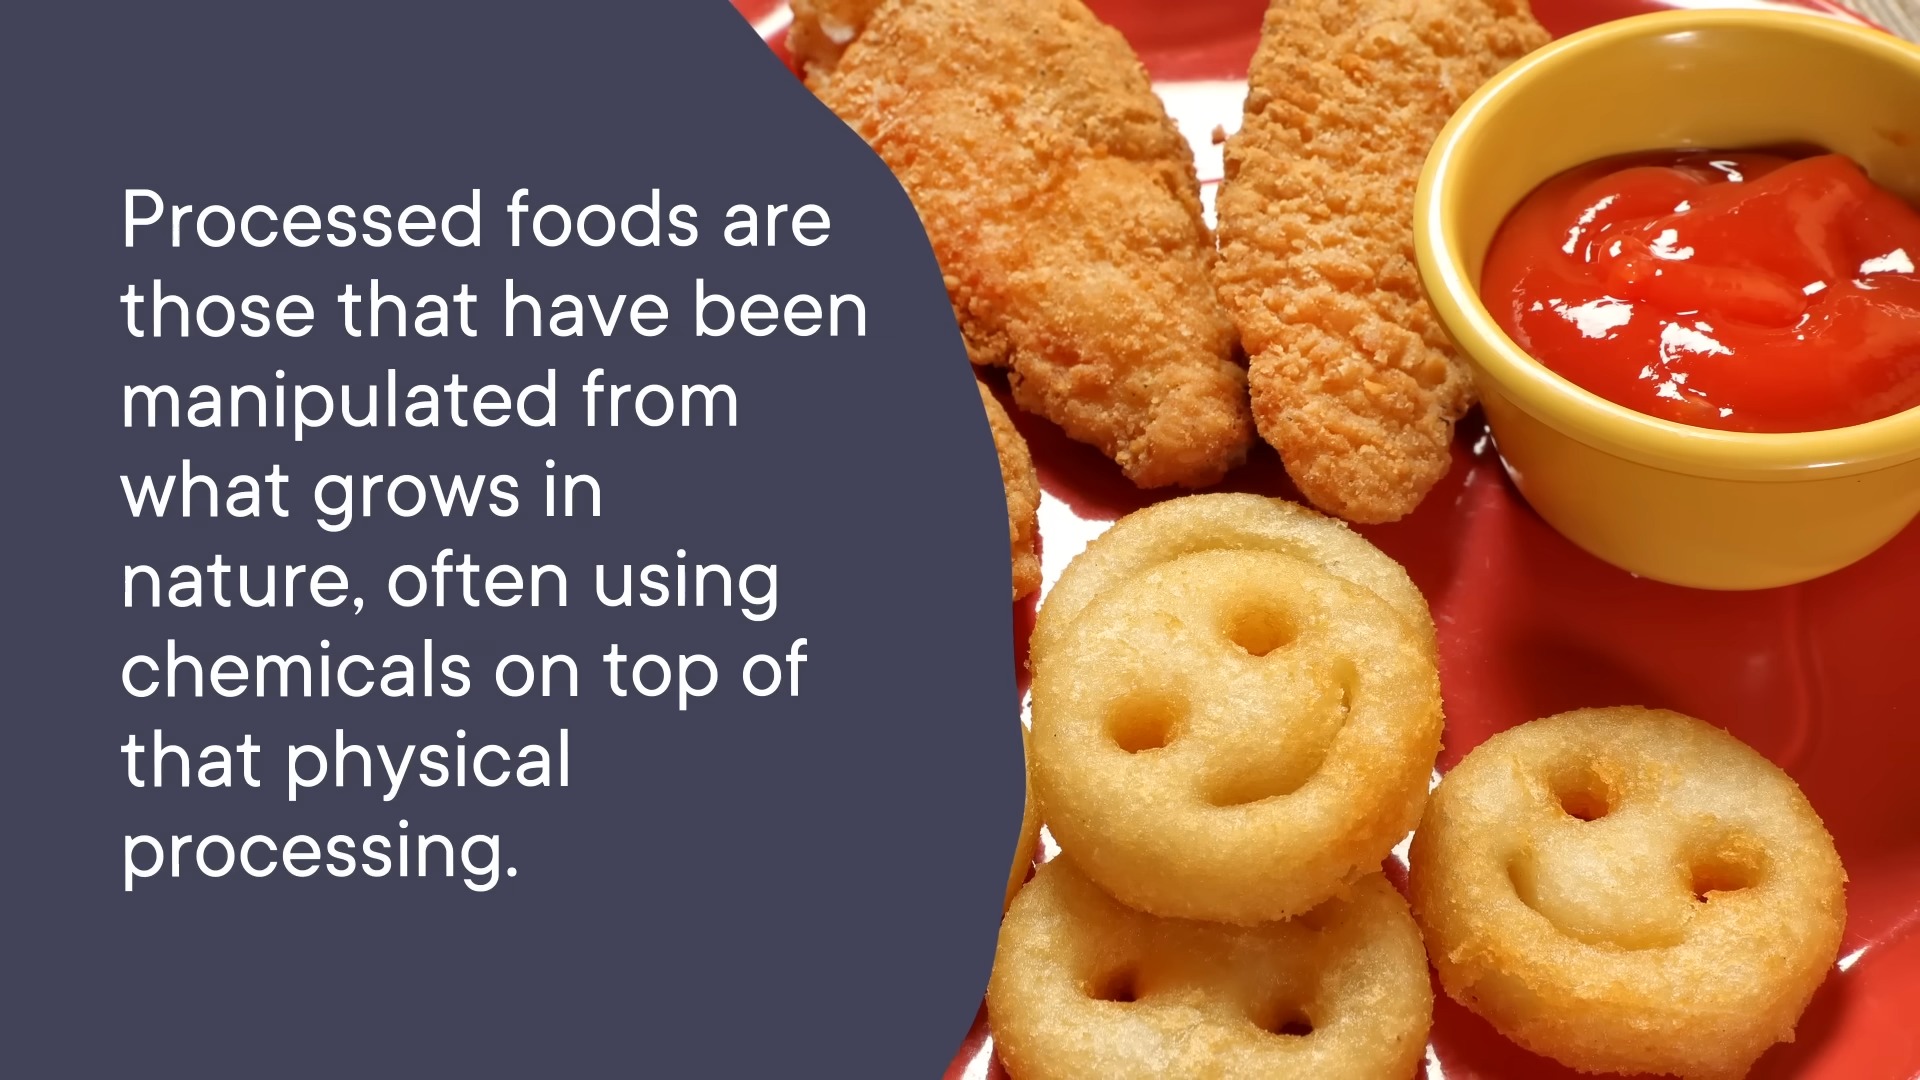 Processed foods are
those that have been
manipulated from
what grows in
nature, often using
chemicals on top of
that physical
processing.